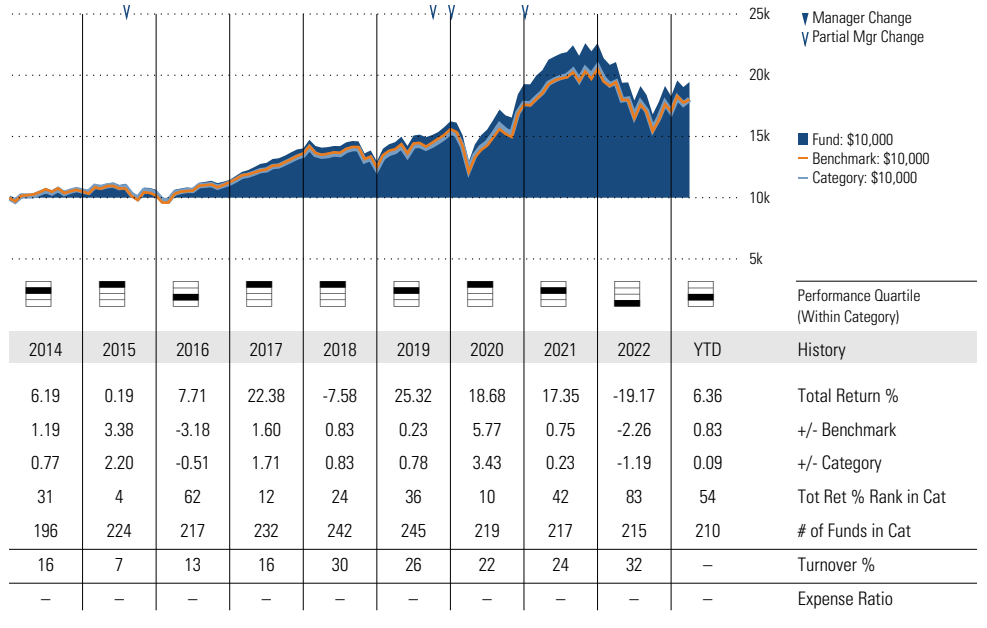 25k
Manager Change
Partial Mgr Change
20k
15k
Fund: $10,000
Benchmark: $10,000
Category: $10,000
10k
5k
Performance Quartile
(Within Category)
2014 2015 2016 2017 2018 2019 2020 2021 2022 YTD History
6.19 0.19 7.71 22.38 -7.58 25.32 18.68 17.35 -19.17 6.36 Total Return %
1.19 3.38 -3.18 1.60 0.83 0.23 5.77 0.75 -2.26 0.83 +/- Benchmark
0.77 2.20 -0.51 1.71 0.83 0.78 3.43 0.23 -1.19 0.09 +/- Category
31 4 62 12 24 36 10 42 83 54 Tot Ret % Rank in Cat
196 224 217 232 242 245 219 217 215 210 # of Funds in Cat
16 7 13 16 30 26 22 24 32 – Turnover %
– – – – – – – – – – Expense Ratio